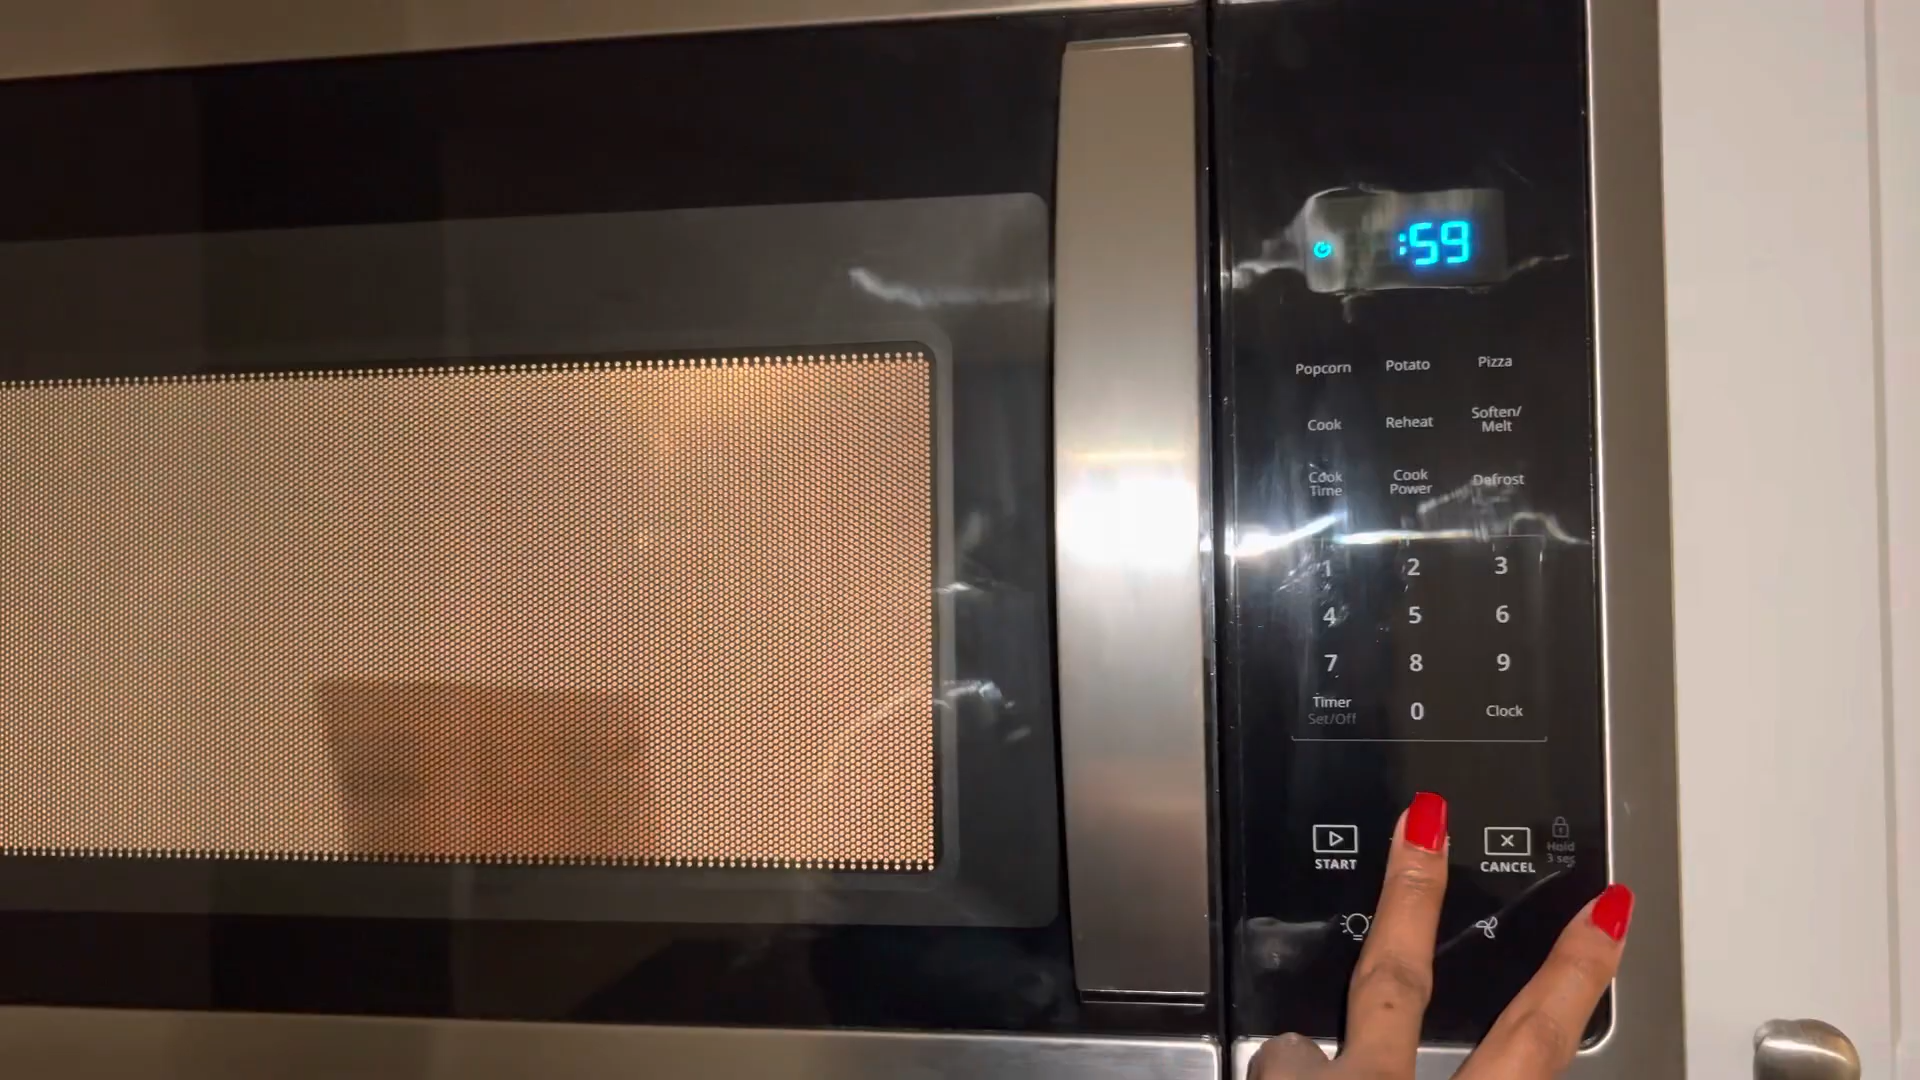 :59
Popcorn Potato Pizza
Cook Reheat Soften/
Melt
Cook
Time Cook
Power Defrost
1 2 3
4 5 6
7 8 9
Timer
Set/Off 0 Clock
START CANCEL Hold
3 sec